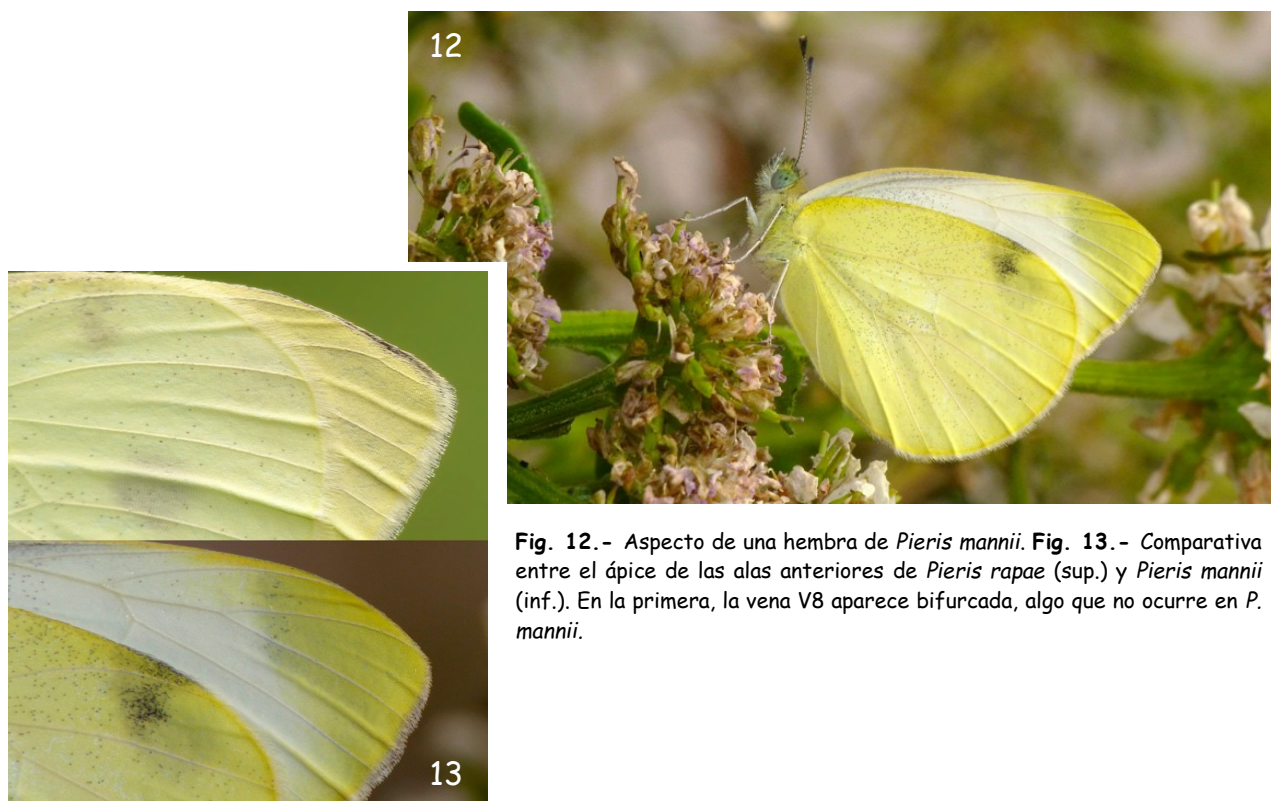 12
13
Fig. 12.- Aspecto de una hembra de Pieris mannii. Fig. 13.- Comparativa
entre el ápice de las alas anteriores de Pieris rapae (sup.) y Pieris mannii
(inf.). En la primera, la vena V8 aparece bifurcada, algo que no ocurre en P.
mannii.